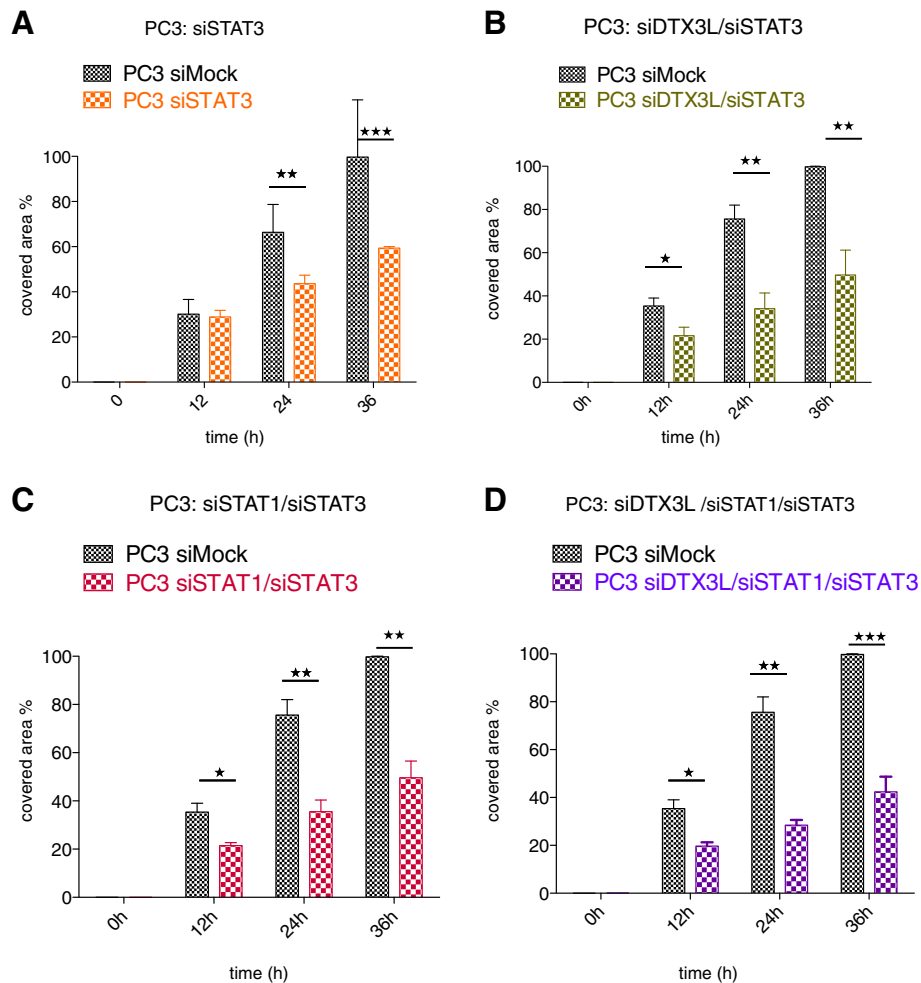 A
PC3: siSTAT3
PC3 siMock
PC3 siSTAT3
covered area %
100
80
60
40
20
0
★★
★★★
0
12
24
36
time (h)
B
PC3: siDTX3L/siSTAT3
PC3 siMock
PC3 siDTX3L/siSTAT3
covered area %
100
80
60
40
20
0
★
★★
★★
0h
12h
24h
36h
time (h)
C
PC3: siSTAT1/siSTAT3
PC3 siMock
PC3 siSTAT1/siSTAT3
covered area %
100
80
60
40
20
0
★
★★
★★
0h
12h
24h
36h
time (h)
D
PC3: siDTX3L /siSTAT1/siSTAT3
PC3 siMock
PC3 siDTX3L/siSTAT1/siSTAT3
covered area %
100
80
60
40
20
0
★
★★
★★★
0h
12h
24h
36h
time (h)